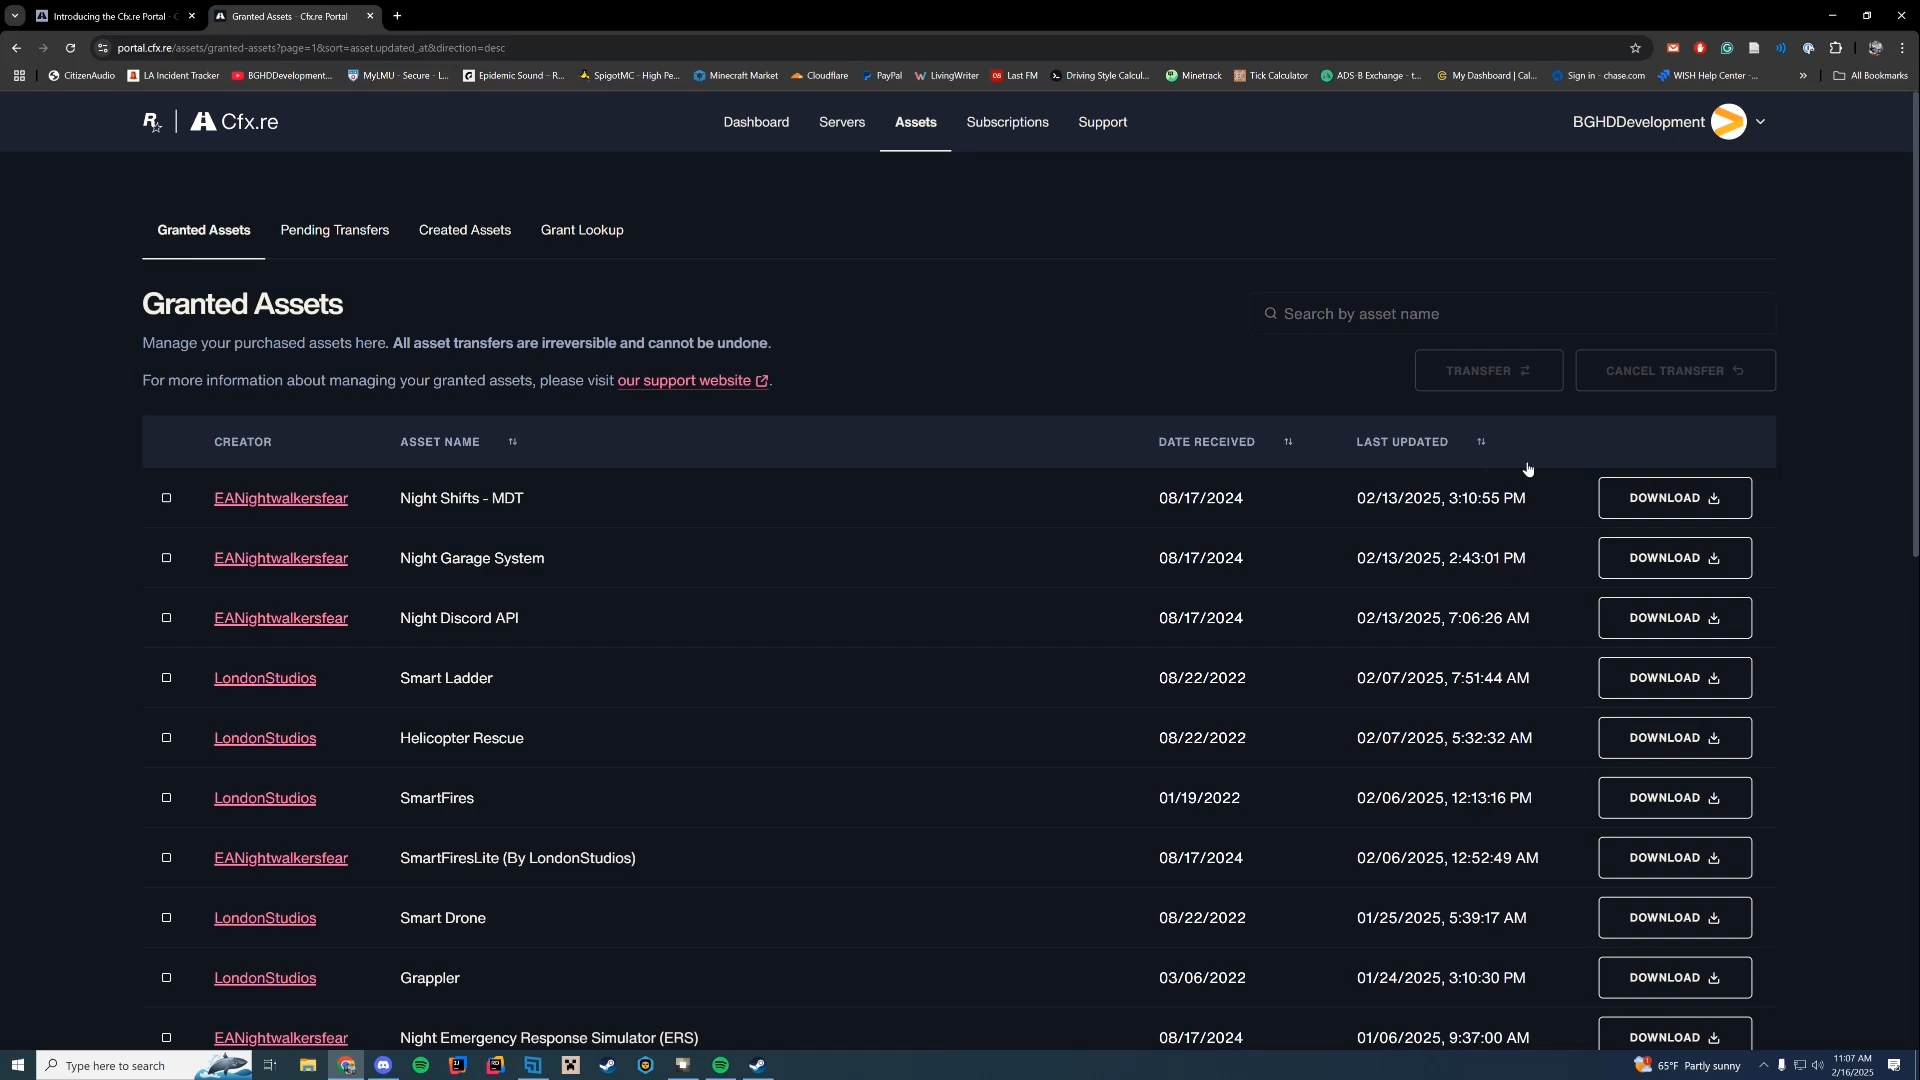 Introducing the Cfx.re Portal - C
Granted Assets - Cfx.re Portal
portal.cfx.re/assets/granted-assets?page=1&sort=asset.updated_at&direction=desc
CitizenAudio
LA Incident Tracker
BGHDDevelopment...
MyLMU - Secure - L...
Epidemic Sound – R...
SpigotMC - High Pe...
Minecraft Market
Cloudflare
PayPal
LivingWriter
Last FM
Driving Style Calcul...
Minetrack
Tick Calculator
ADS-B Exchange - t...
My Dashboard | Cal...
Sign in - chase.com
WISH Help Center -...
All Bookmarks
Cfx.re
Dashboard
Servers
Assets
Subscriptions
Support
BGHDDevelopment
Granted Assets
Pending Transfers
Created Assets
Grant Lookup
Granted Assets
Search by asset name
Manage your purchased assets here. All asset transfers are irreversible and cannot be undone.
TRANSFER
CANCEL TRANSFER
For more information about managing your granted assets, please visit our support website.
CREATOR ASSET NAME DATE RECEIVED LAST UPDATED
EANightwalkersfear Night Shifts - MDT 08/17/2024 02/13/2025, 3:10:55 PM DOWNLOAD
EANightwalkersfear Night Garage System 08/17/2024 02/13/2025, 2:43:01 PM DOWNLOAD
EANightwalkersfear Night Discord API 08/17/2024 02/13/2025, 7:06:26 AM DOWNLOAD
LondonStudios Smart Ladder 08/22/2022 02/07/2025, 7:51:44 AM DOWNLOAD
LondonStudios Helicopter Rescue 08/22/2022 02/07/2025, 5:32:32 AM DOWNLOAD
LondonStudios SmartFires 01/19/2022 02/06/2025, 12:13:16 PM DOWNLOAD
EANightwalkersfear SmartFiresLite (By LondonStudios) 08/17/2024 02/06/2025, 12:52:49 AM DOWNLOAD
LondonStudios Smart Drone 08/22/2022 01/25/2025, 5:39:17 AM DOWNLOAD
LondonStudios Grappler 03/06/2022 01/24/2025, 3:10:30 PM DOWNLOAD
EANightwalkersfear Night Emergency Response Simulator (ERS) 08/17/2024 01/06/2025, 9:37:00 AM DOWNLOAD
Type here to search
65°F Partly sunny
11:07 AM
2/16/2025